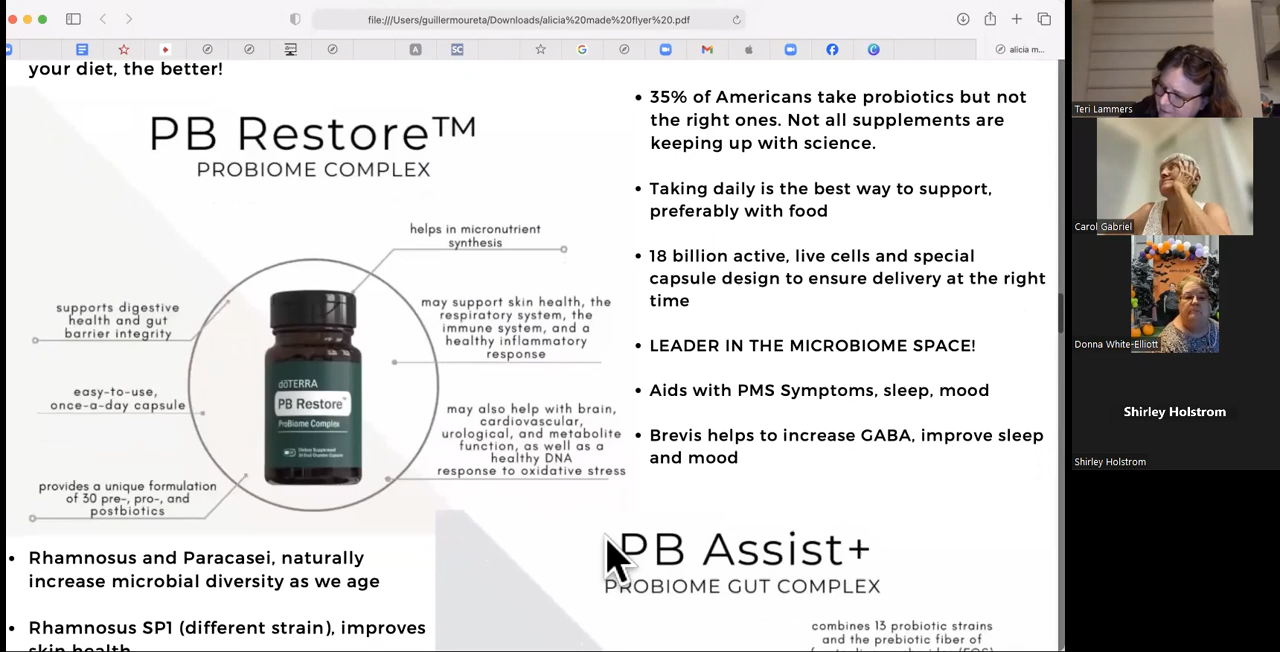 file:///Users/guillermoureta/Downloads/alicia%20made%20flyer%20.pdf
A
SC
G
alicia m...
your diet, the better!
PB Restore™
PROBIOME COMPLEX
helps in micronutrient
synthesis
supports digestive
health and gut
barrier integrity
may support skin health, the
respiratory system, the
immune system, and a
healthy inflammatory
response
easy-to-use,
once-a-day capsule
may also help with brain,
cardiovascular,
urological, and metabolite
function, as well as a
healthy DNA
response to oxidative stress
provides a unique formulation
of 30 pre-, pro-, and
postbiotics
dōTERRA
PB Restore™
ProBiome Complex
Dietary Supplement
• Rhamnosus and Paracasei, naturally
increase microbial diversity as we age
• Rhamnosus SP1 (different strain), improves
skin health
• 35% of Americans take probiotics but not
the right ones. Not all supplements are
keeping up with science.
• Taking daily is the best way to support,
preferably with food
• 18 billion active, live cells and special
capsule design to ensure delivery at the right
time
• LEADER IN THE MICROBIOME SPACE!
• Aids with PMS Symptoms, sleep, mood
• Brevis helps to increase GABA, improve sleep
and mood
PB Assist+
PROBIOME GUT COMPLEX
combines 13 probiotic strains
and the prebiotic fiber of
Teri Lammers
Carol Gabriel
Donna White-Elliott
Shirley Holstrom
Shirley Holstrom